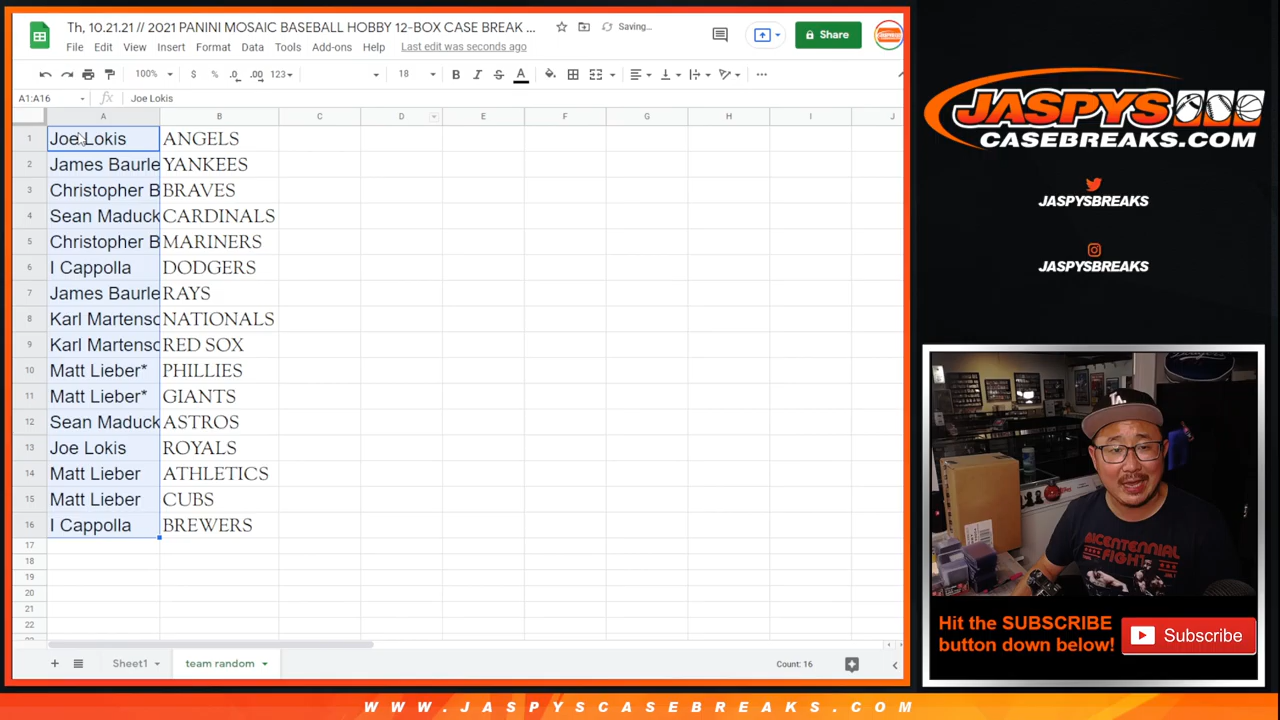 Th, 10.21.21 // 2021 PANINI MOSAIC BASEBALL HOBBY 12-BOX CASE BREAK ...
Saving...
Share
File Edit View Insert Format Data Tools Add-ons Help Last edit was seconds ago
100% $ % .0 .00 123 18 B I S A
A1:A16 fx Joe Lokis
A B C D E F G H I J
1 Joe Lokis ANGELS
2 James Baurle YANKEES
3 Christopher B BRAVES
4 Sean Maduck CARDINALS
5 Christopher B MARINERS
6 I Cappolla DODGERS
7 James Baurle RAYS
8 Karl Martensc NATIONALS
9 Karl Martensc RED SOX
10 Matt Lieber* PHILLIES
11 Matt Lieber* GIANTS
12 Sean Maduck ASTROS
13 Joe Lokis ROYALS
14 Matt Lieber ATHLETICS
15 Matt Lieber CUBS
16 I Cappolla BREWERS
17
18
19
20
21
22
Sheet1 team random Count: 16
JASPYS
CASEBREAKS.COM
JASPYSBREAKS
JASPYSBREAKS
BICENTENNIAL
FIGHT
Hit the SUBSCRIBE
button down below!
Subscribe
WWW.JASPYSCASEBREAKS.COM